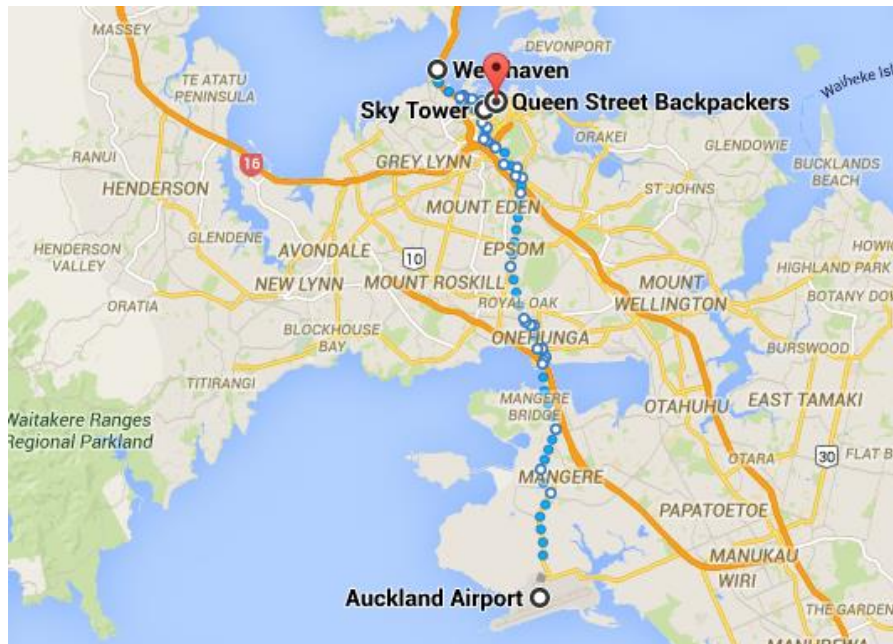 MASSEY
DEVONPORT
TE ATATU
PENINSULA
Westhaven
Queen Street Backpackers
Sky Tower
Waiheke Isl
RANUI
16
GREY LYNN
ORAKEI
GLENDOWIE
BUCKLANDS
BEACH
HENDERSON
ST JOHNS
MOUNT EDEN
GLENDENE
HENDERSON
VALLEY
AVONDALE
10
EPSOM
HOWIC
HIGHLAND PARK
NEW LYNN
MOUNT ROSKILL
MOUNT
WELLINGTON
BOTANY DOW
ORATIA
ROYAL OAK
BLOCKHOUSE
BAY
ONEHUNGA
BURSWOOD
TITIRANGI
MANGERE
BRIDGE
OTAHUHU
EAST TAMAKI
Waitakere Ranges
Regional Parkland
30
FLAT B
OTARA
MANGERE
PAPATOETOE
MANUKAU
WIRI
Auckland Airport
THE GARDEN
MANUREWA